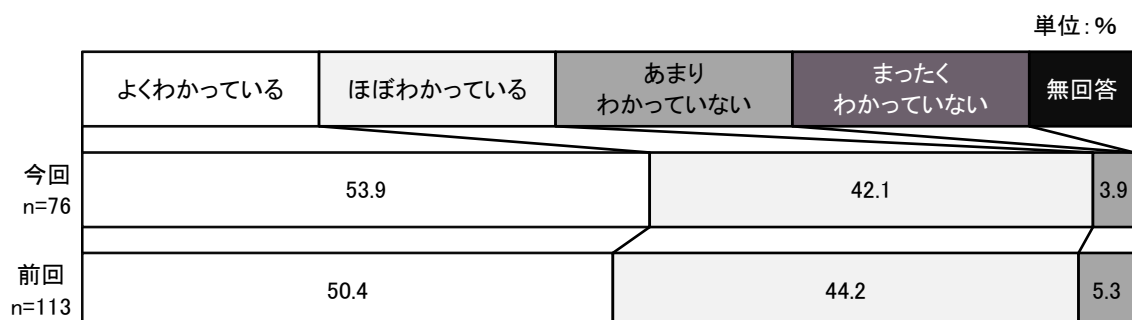 単位：%
よくわかっている
ほぼわかっている
あまり
わかっていない
まったく
わかっていない
無回答
今回
n=76
53.9
42.1
3.9
前回
n=113
50.4
44.2
5.3